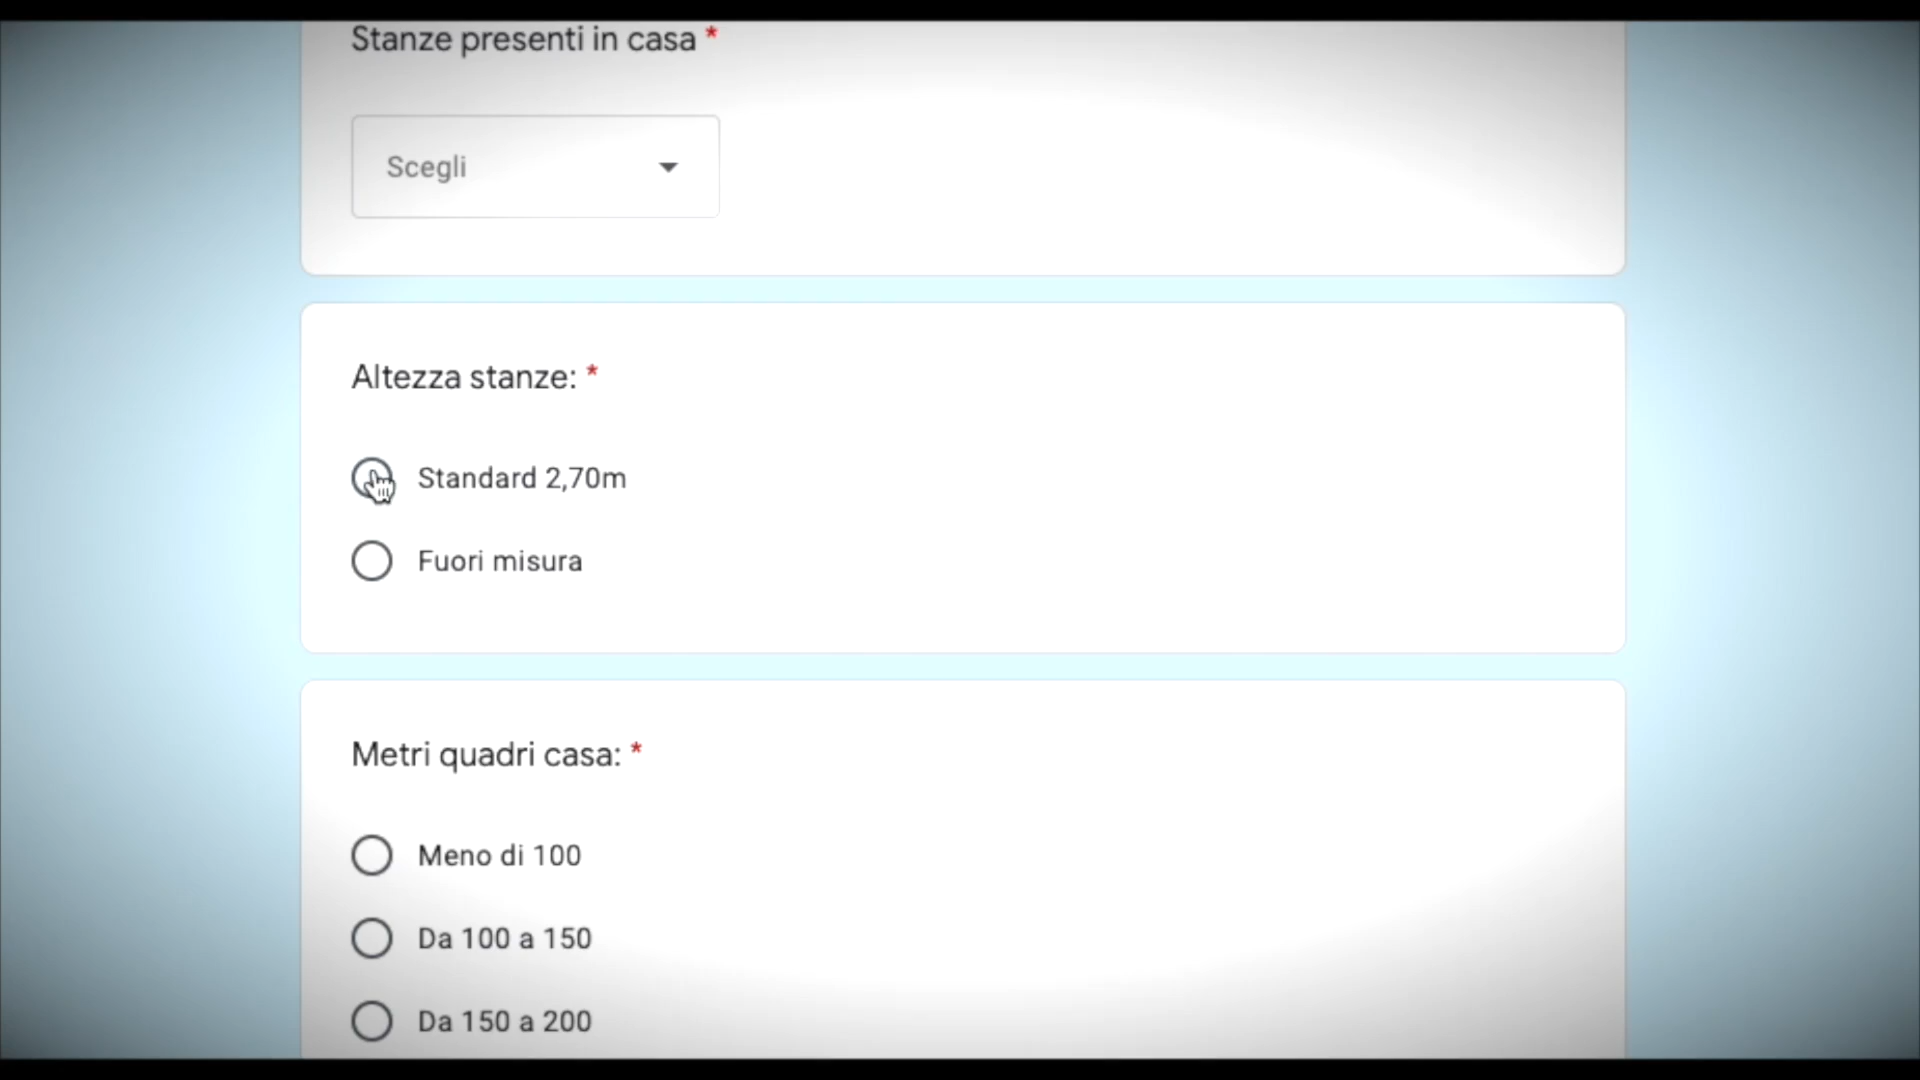 Stanze presenti in casa *
Scegli
Altezza stanze: *
Standard 2,70m
Fuori misura
Metri quadri casa: *
Meno di 100
Da 100 a 150
Da 150 a 200